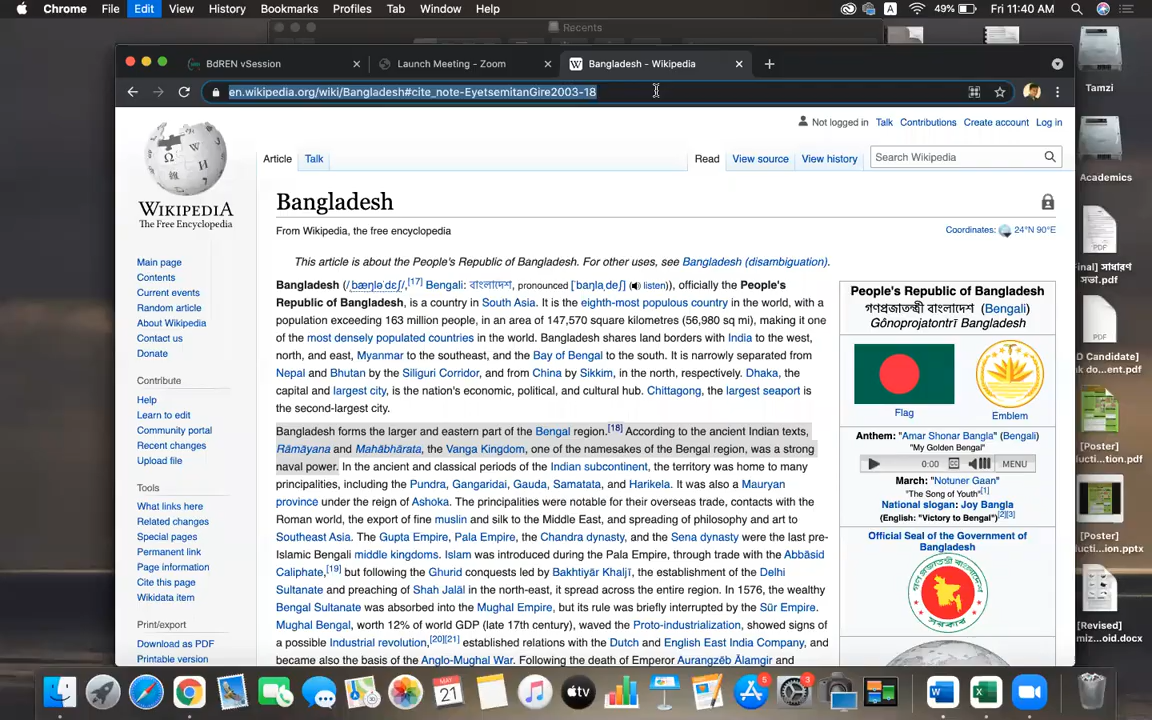 Chrome File Edit View History Bookmarks Profiles Tab Window Help
A 49% Fri 11:40 AM
Recents
BdREN vSession
Launch Meeting - Zoom
Bangladesh - Wikipedia
en.wikipedia.org/wiki/Bangladesh#cite_note-EyetsemitanGire2003-18
WIKIPEDIA
The Free Encyclopedia
Main page
Contents
Current events
Random article
About Wikipedia
Contact us
Donate
Contribute
Help
Learn to edit
Community portal
Recent changes
Upload file
Tools
What links here
Related changes
Special pages
Permanent link
Page information
Cite this page
Wikidata item
Print/export
Download as PDF
Printable version
Not logged in Talk Contributions Create account Log in
Article Talk
Read View source View history
Search Wikipedia
Bangladesh
From Wikipedia, the free encyclopedia
Coordinates: 24°N 90°E
This article is about the People's Republic of Bangladesh. For other uses, see Bangladesh (disambiguation).
Bangladesh (/ˌbæŋləˈdɛʃ/,[17] Bengali: বাংলাদেশ, pronounced [ˈbaŋlaˌdeʃ] (listen)), officially the People's
Republic of Bangladesh, is a country in South Asia. It is the eighth-most populous country in the world, with a
population exceeding 163 million people, in an area of 147,570 square kilometres (56,980 sq mi), making it one
of the most densely populated countries in the world. Bangladesh shares land borders with India to the west,
north, and east, Myanmar to the southeast, and the Bay of Bengal to the south. It is narrowly separated from
Nepal and Bhutan by the Siliguri Corridor, and from China by Sikkim, in the north, respectively. Dhaka, the
capital and largest city, is the nation's economic, political, and cultural hub. Chittagong, the largest seaport is
the second-largest city.
Bangladesh forms the larger and eastern part of the Bengal region.[18] According to the ancient Indian texts,
Rāmāyana and Mahābhārata, the Vanga Kingdom, one of the namesakes of the Bengal region, was a strong
naval power. In the ancient and classical periods of the Indian subcontinent, the territory was home to many
principalities, including the Pundra, Gangaridai, Gauda, Samatata, and Harikela. It was also a Mauryan
province under the reign of Ashoka. The principalities were notable for their overseas trade, contacts with the
Roman world, the export of fine muslin and silk to the Middle East, and spreading of philosophy and art to
Southeast Asia. The Gupta Empire, Pala Empire, the Chandra dynasty, and the Sena dynasty were the last pre-
Islamic Bengali middle kingdoms. Islam was introduced during the Pala Empire, through trade with the Abbāsid
Caliphate,[19] but following the Ghurid conquests led by Bakhtiyār Khaljī, the establishment of the Delhi
Sultanate and preaching of Shah Jalāl in the north-east, it spread across the entire region. In 1576, the wealthy
Bengal Sultanate was absorbed into the Mughal Empire, but its rule was briefly interrupted by the Sūr Empire.
Mughal Bengal, worth 12% of world GDP (late 17th century), waved the Proto-industrialization, showed signs of
a possible Industrial revolution,[20][21] established relations with the Dutch and English East India Company, and
became also the basis of the Anglo-Mughal War. Following the death of Emperor Aurangzēb Ālamgir and
People's Republic of Bangladesh
গণপ্রজাতন্ত্রী বাংলাদেশ (Bengali)
Gônoprojatontrī Bangladesh
Flag
Emblem
Anthem: "Amar Shonar Bangla" (Bengali)
"My Golden Bengal"
0:00 MENU
March: "Notuner Gaan"
"The Song of Youth"[1]
National slogan: Joy Bangla
(English: "Victory to Bengal")[2][3]
Official Seal of the Government of
Bangladesh
Tamzi
Academics
PDF
সাধারণ
PDF
[Poster]
[Poster]
[Revised]
MAY
21
5
3